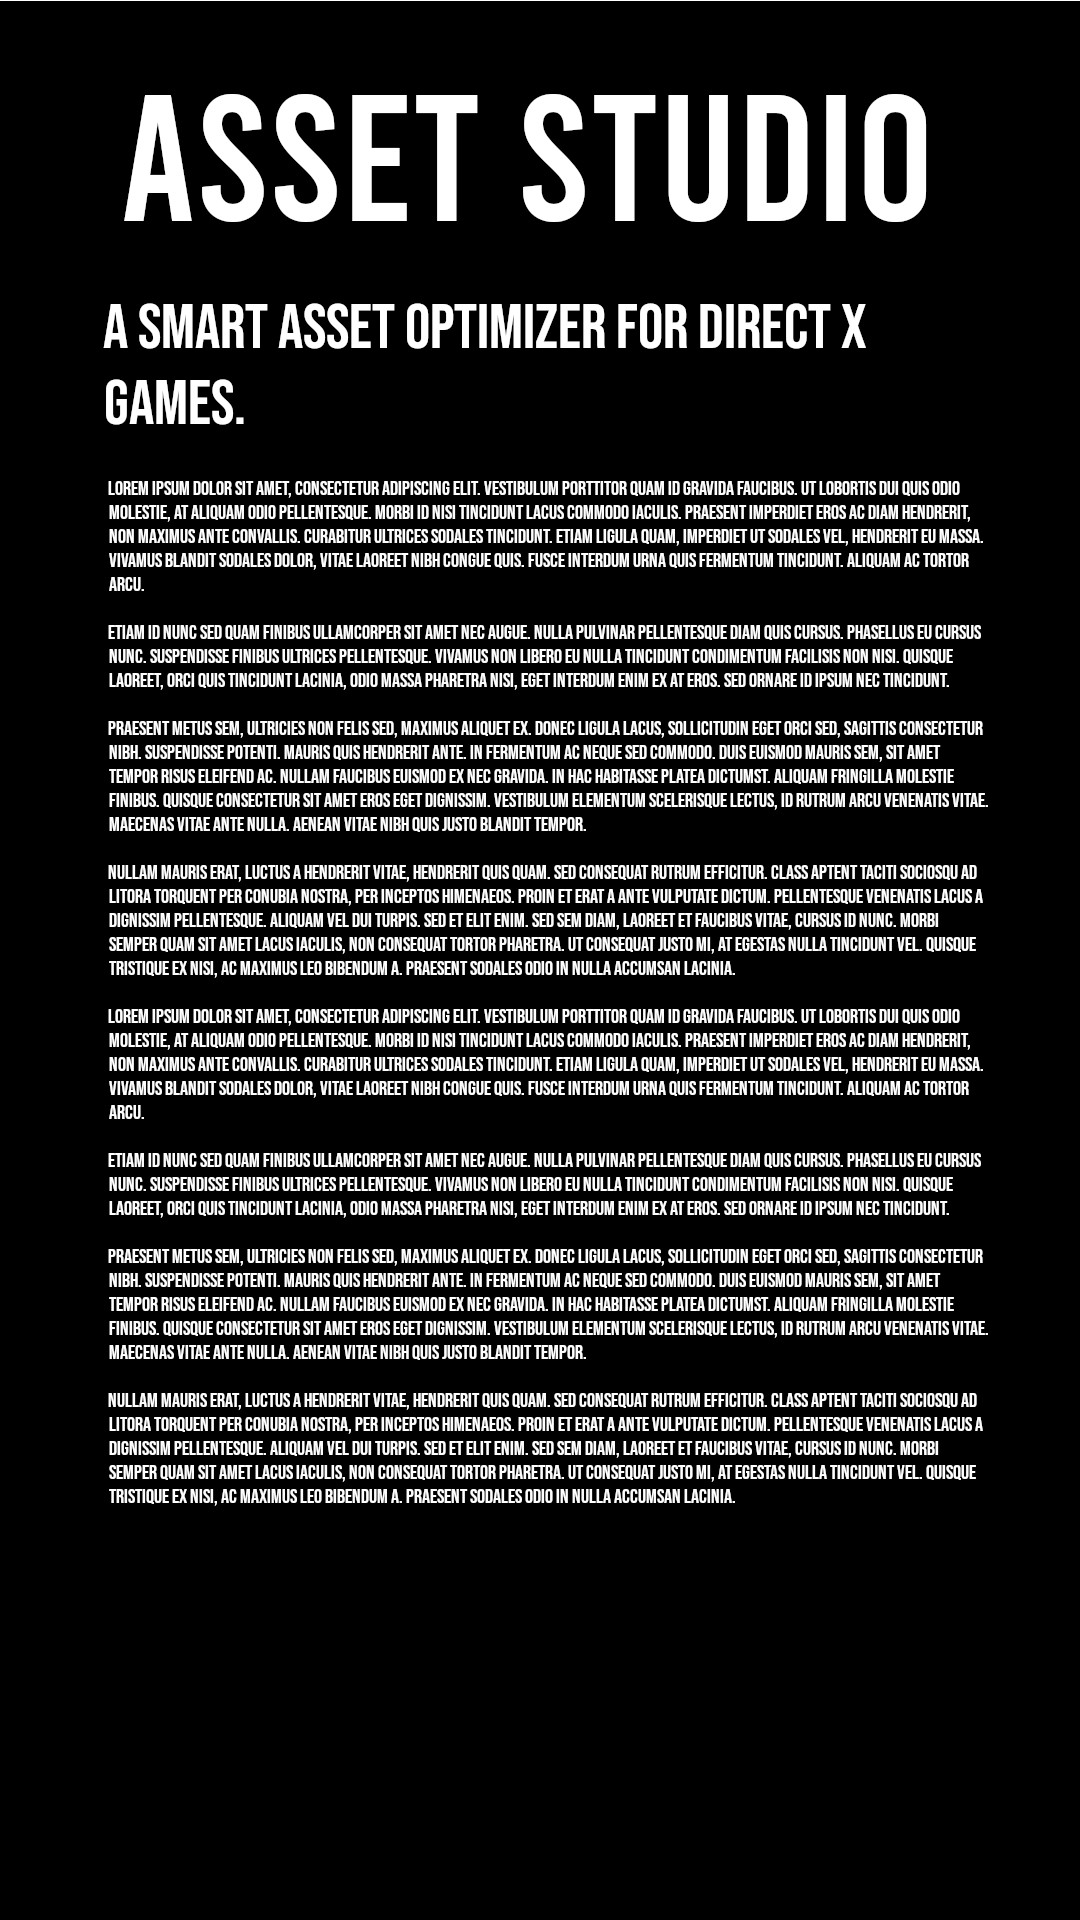 ASSET STUDIO
A SMART ASSET OPTIMIZER FOR DIRECT X
GAMES.
LOREM IPSUM DOLOR SIT AMET, CONSECTETUR ADIPISCING ELIT. VESTIBULUM PORTTITOR QUAM ID GRAVIDA FAUCIBUS. UT LOBORTIS DUI QUIS ODIO
MOLESTIE, AT ALIQUAM ODIO PELLENTESQUE. MORBI ID NISI TINCIDUNT LACUS COMMODO IACULIS. PRAESENT IMPERDIET EROS AC DIAM HENDRERIT,
NON MAXIMUS ANTE CONVALLIS. CURABITUR ULTRICES SODALES TINCIDUNT. ETIAM LIGULA QUAM, IMPERDIET UT SODALES VEL, HENDRERIT EU MASSA.
VIVAMUS BLANDIT SODALES DOLOR, VITAE LAOREET NIBH CONGUE QUIS. FUSCE INTERDUM URNA QUIS FERMENTUM TINCIDUNT. ALIQUAM AC TORTOR
ARCU.
ETIAM ID NUNC SED QUAM FINIBUS ULLAMCORPER SIT AMET NEC AUGUE. NULLA PULVINAR PELLENTESQUE DIAM QUIS CURSUS. PHASELLUS EU CURSUS
NUNC. SUSPENDISSE FINIBUS ULTRICES PELLENTESQUE. VIVAMUS NON LIBERO EU NULLA TINCIDUNT CONDIMENTUM FACILISIS NON NISI. QUISQUE
LAOREET, ORCI QUIS TINCIDUNT LACINIA, ODIO MASSA PHARETRA NISI, EGET INTERDUM ENIM EX AT EROS. SED ORNARE ID IPSUM NEC TINCIDUNT.
PRAESENT METUS SEM, ULTRICIES NON FELIS SED, MAXIMUS ALIQUET EX. DONEC LIGULA LACUS, SOLLICITUDIN EGET ORCI SED, SAGITTIS CONSECTETUR
NIBH. SUSPENDISSE POTENTI. MAURIS QUIS HENDRERIT ANTE. IN FERMENTUM AC NEQUE SED COMMODO. DUIS EUISMOD MAURIS SEM, SIT AMET
TEMPOR RISUS ELEIFEND AC. NULLAM FAUCIBUS EUISMOD EX NEC GRAVIDA. IN HAC HABITASSE PLATEA DICTUMST. ALIQUAM FRINGILLA MOLESTIE
FINIBUS. QUISQUE CONSECTETUR SIT AMET EROS EGET DIGNISSIM. VESTIBULUM ELEMENTUM SCELERISQUE LECTUS, ID RUTRUM ARCU VENENATIS VITAE.
MAECENAS VITAE ANTE NULLA. AENEAN VITAE NIBH QUIS JUSTO BLANDIT TEMPOR.
NULLAM MAURIS ERAT, LUCTUS A HENDRERIT VITAE, HENDRERIT QUIS QUAM. SED CONSEQUAT RUTRUM EFFICITUR. CLASS APTENT TACITI SOCIOSQU AD
LITORA TORQUENT PER CONUBIA NOSTRA, PER INCEPTOS HIMENAEOS. PROIN ET ERAT A ANTE VULPUTATE DICTUM. PELLENTESQUE VENENATIS LACUS A
DIGNISSIM PELLENTESQUE. ALIQUAM VEL DUI TURPIS. SED ET ELIT ENIM. SED SEM DIAM, LAOREET ET FAUCIBUS VITAE, CURSUS ID NUNC. MORBI
SEMPER QUAM SIT AMET LACUS IACULIS, NON CONSEQUAT TORTOR PHARETRA. UT CONSEQUAT JUSTO MI, AT EGESTAS NULLA TINCIDUNT VEL. QUISQUE
TRISTIQUE EX NISI, AC MAXIMUS LEO BIBENDUM A. PRAESENT SODALES ODIO IN NULLA ACCUMSAN LACINIA.
LOREM IPSUM DOLOR SIT AMET, CONSECTETUR ADIPISCING ELIT. VESTIBULUM PORTTITOR QUAM ID GRAVIDA FAUCIBUS. UT LOBORTIS DUI QUIS ODIO
MOLESTIE, AT ALIQUAM ODIO PELLENTESQUE. MORBI ID NISI TINCIDUNT LACUS COMMODO IACULIS. PRAESENT IMPERDIET EROS AC DIAM HENDRERIT,
NON MAXIMUS ANTE CONVALLIS. CURABITUR ULTRICES SODALES TINCIDUNT. ETIAM LIGULA QUAM, IMPERDIET UT SODALES VEL, HENDRERIT EU MASSA.
VIVAMUS BLANDIT SODALES DOLOR, VITAE LAOREET NIBH CONGUE QUIS. FUSCE INTERDUM URNA QUIS FERMENTUM TINCIDUNT. ALIQUAM AC TORTOR
ARCU.
ETIAM ID NUNC SED QUAM FINIBUS ULLAMCORPER SIT AMET NEC AUGUE. NULLA PULVINAR PELLENTESQUE DIAM QUIS CURSUS. PHASELLUS EU CURSUS
NUNC. SUSPENDISSE FINIBUS ULTRICES PELLENTESQUE. VIVAMUS NON LIBERO EU NULLA TINCIDUNT CONDIMENTUM FACILISIS NON NISI. QUISQUE
LAOREET, ORCI QUIS TINCIDUNT LACINIA, ODIO MASSA PHARETRA NISI, EGET INTERDUM ENIM EX AT EROS. SED ORNARE ID IPSUM NEC TINCIDUNT.
PRAESENT METUS SEM, ULTRICIES NON FELIS SED, MAXIMUS ALIQUET EX. DONEC LIGULA LACUS, SOLLICITUDIN EGET ORCI SED, SAGITTIS CONSECTETUR
NIBH. SUSPENDISSE POTENTI. MAURIS QUIS HENDRERIT ANTE. IN FERMENTUM AC NEQUE SED COMMODO. DUIS EUISMOD MAURIS SEM, SIT AMET
TEMPOR RISUS ELEIFEND AC. NULLAM FAUCIBUS EUISMOD EX NEC GRAVIDA. IN HAC HABITASSE PLATEA DICTUMST. ALIQUAM FRINGILLA MOLESTIE
FINIBUS. QUISQUE CONSECTETUR SIT AMET EROS EGET DIGNISSIM. VESTIBULUM ELEMENTUM SCELERISQUE LECTUS, ID RUTRUM ARCU VENENATIS VITAE.
MAECENAS VITAE ANTE NULLA. AENEAN VITAE NIBH QUIS JUSTO BLANDIT TEMPOR.
NULLAM MAURIS ERAT, LUCTUS A HENDRERIT VITAE, HENDRERIT QUIS QUAM. SED CONSEQUAT RUTRUM EFFICITUR. CLASS APTENT TACITI SOCIOSQU AD
LITORA TORQUENT PER CONUBIA NOSTRA, PER INCEPTOS HIMENAEOS. PROIN ET ERAT A ANTE VULPUTATE DICTUM. PELLENTESQUE VENENATIS LACUS A
DIGNISSIM PELLENTESQUE. ALIQUAM VEL DUI TURPIS. SED ET ELIT ENIM. SED SEM DIAM, LAOREET ET FAUCIBUS VITAE, CURSUS ID NUNC. MORBI
SEMPER QUAM SIT AMET LACUS IACULIS, NON CONSEQUAT TORTOR PHARETRA. UT CONSEQUAT JUSTO MI, AT EGESTAS NULLA TINCIDUNT VEL. QUISQUE
TRISTIQUE EX NISI, AC MAXIMUS LEO BIBENDUM A. PRAESENT SODALES ODIO IN NULLA ACCUMSAN LACINIA.